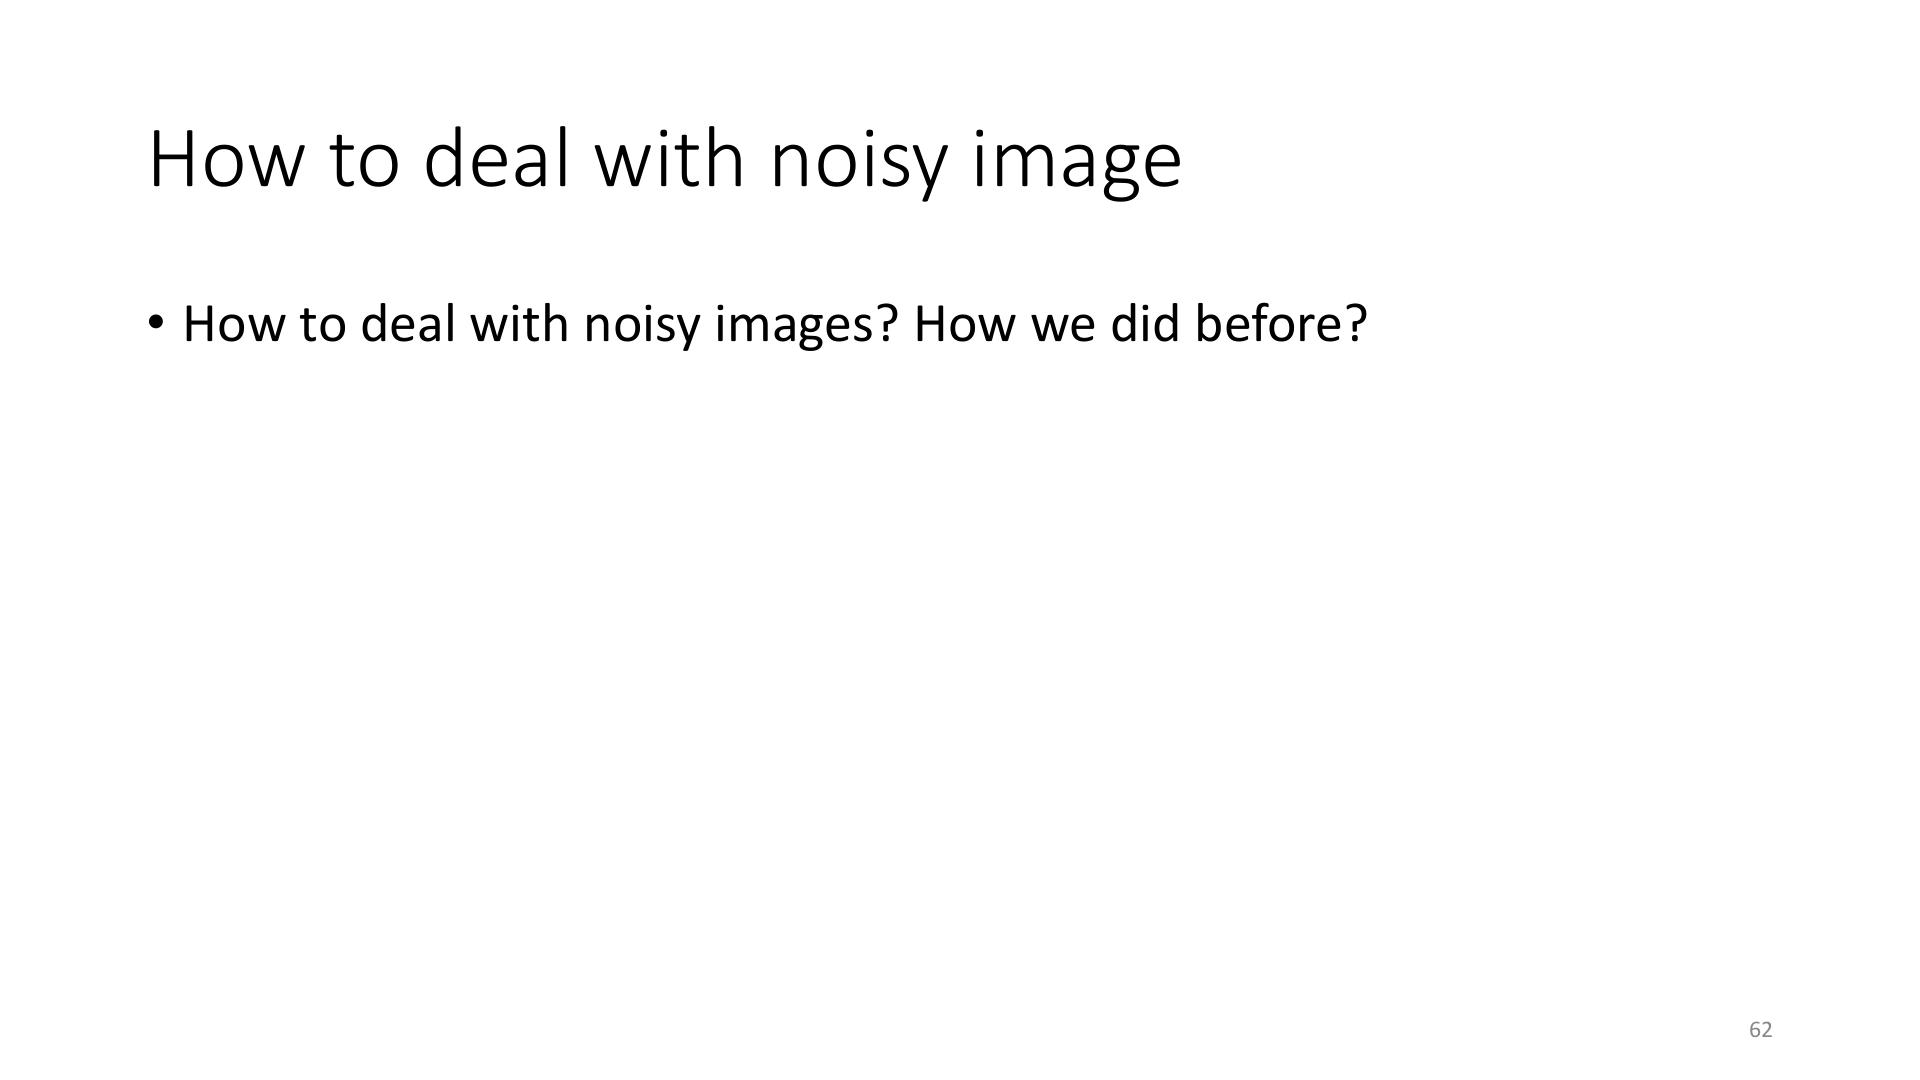 How to deal with noisy image
• How to deal with noisy images? How we did before?
62